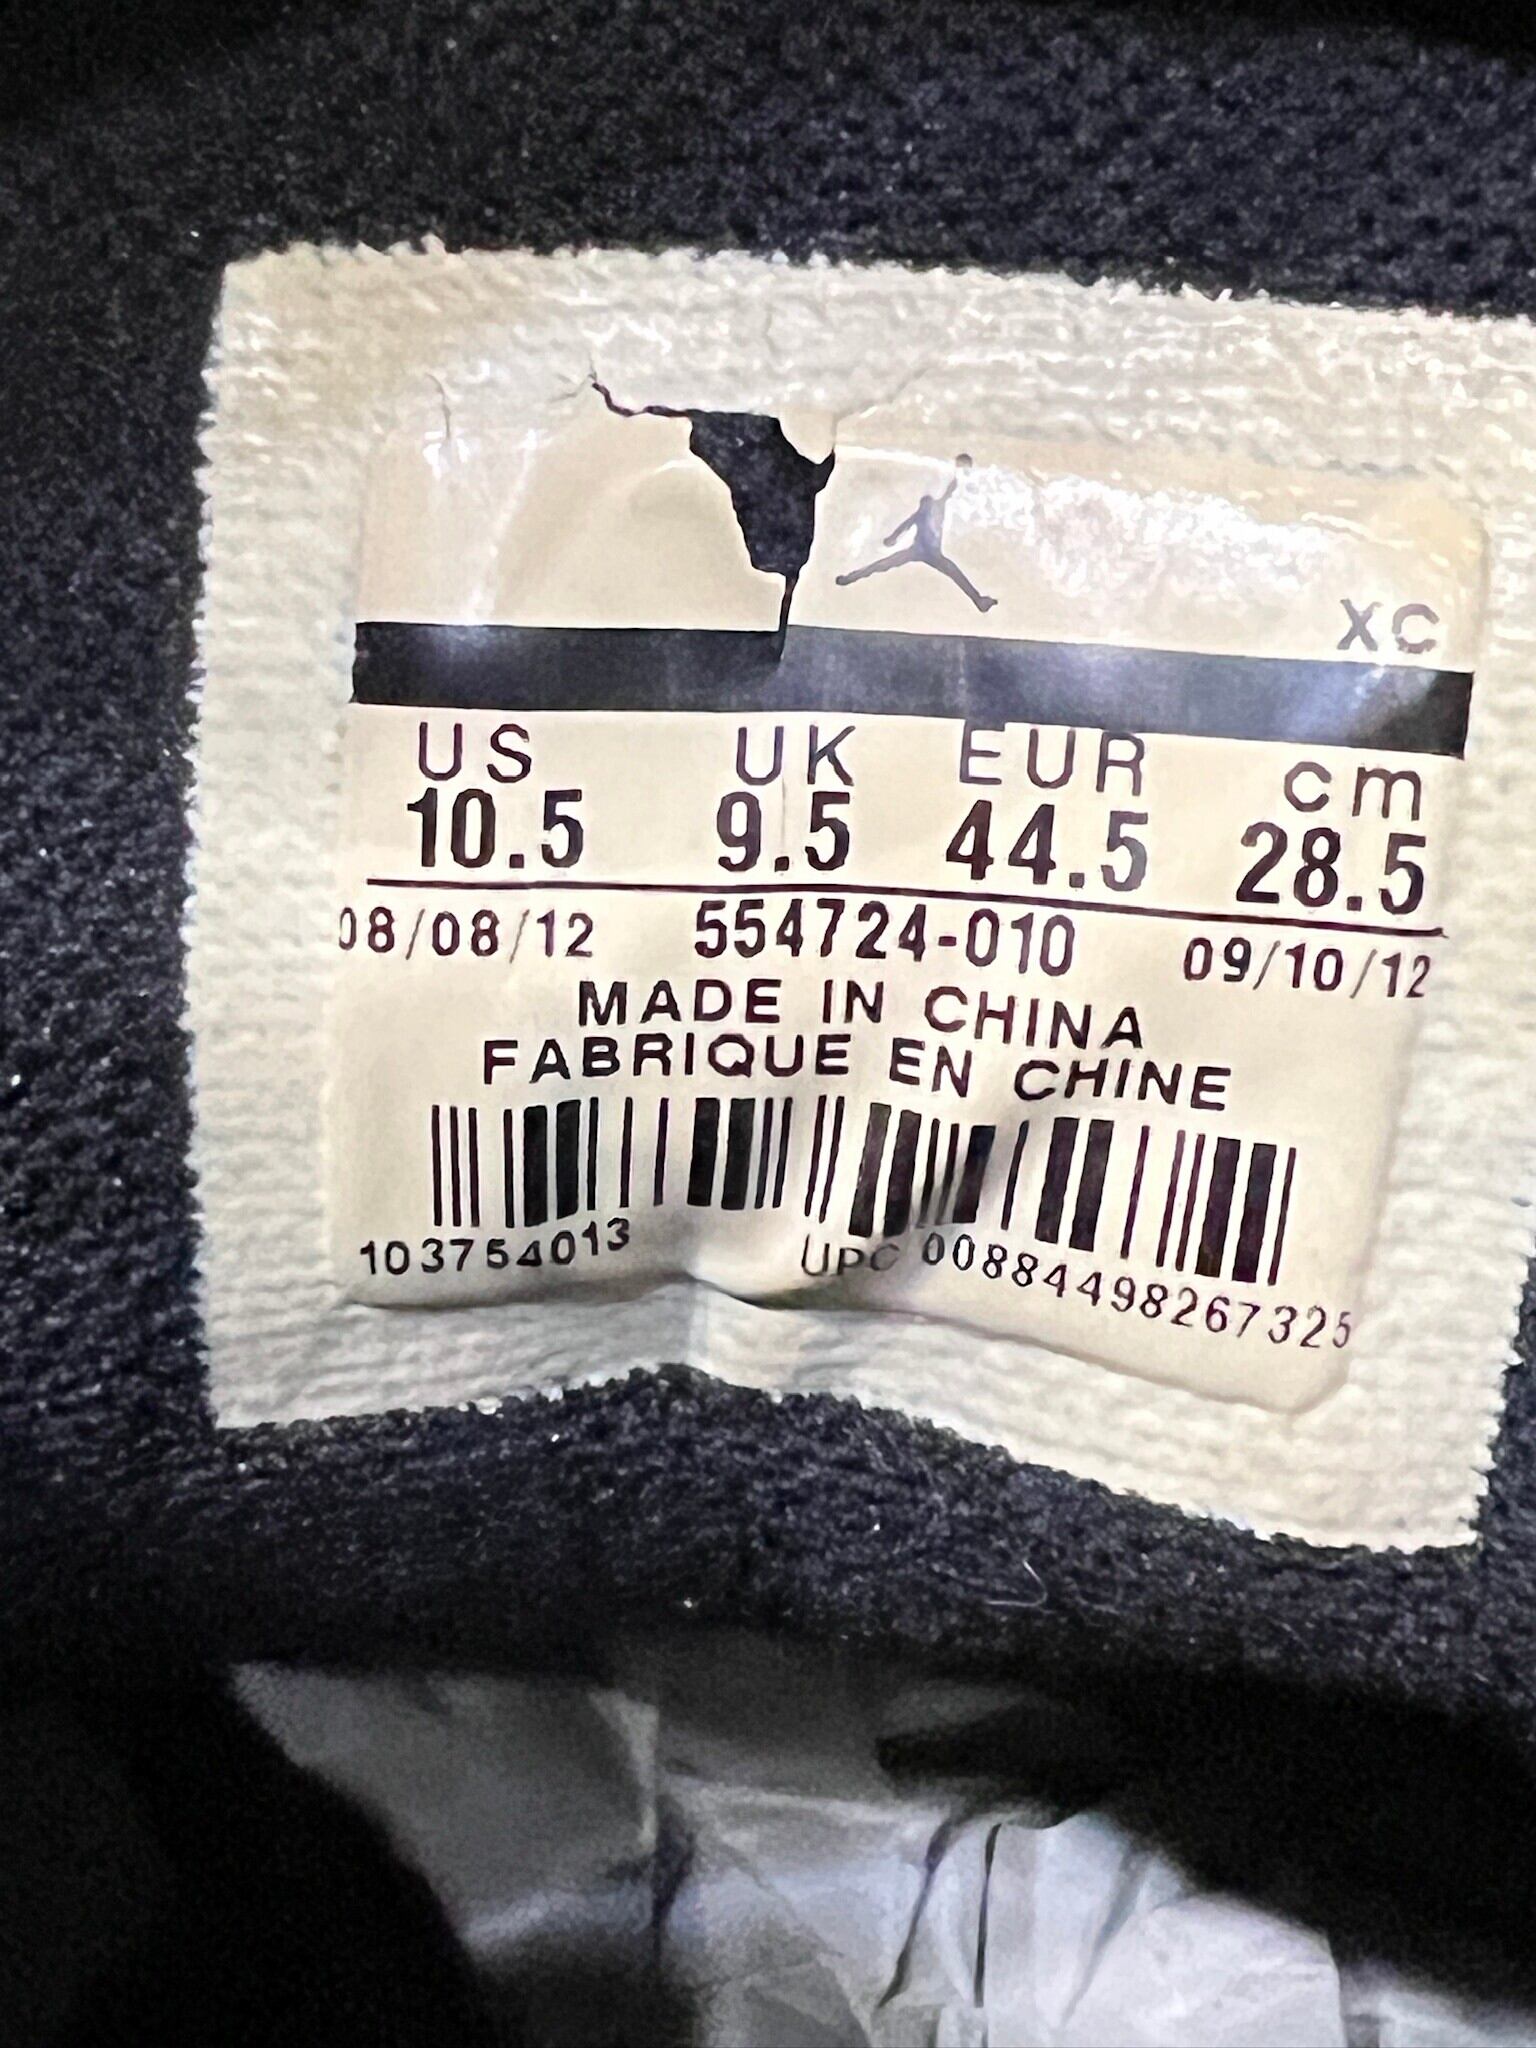 XC
US UK EUR cm
10.5 9.5 44.5 28.5
08/08/12 554724-010 09/10/12
MADE IN CHINA
FABRIQUE EN CHINE
103754013 UPC 00884498267325